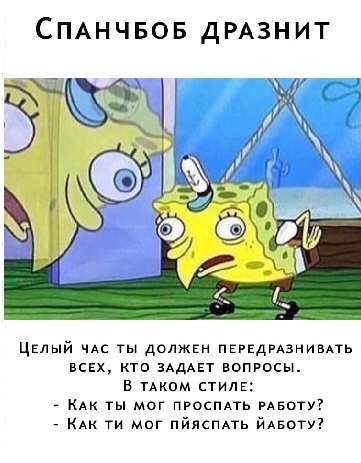 Спанчбоб дразнит
Целый час ты должен передразнивать
всех, кто задает вопросы.
В таком стиле:
- Как ты мог проспать работу?
- Как ти мог пйяспать йаботу?